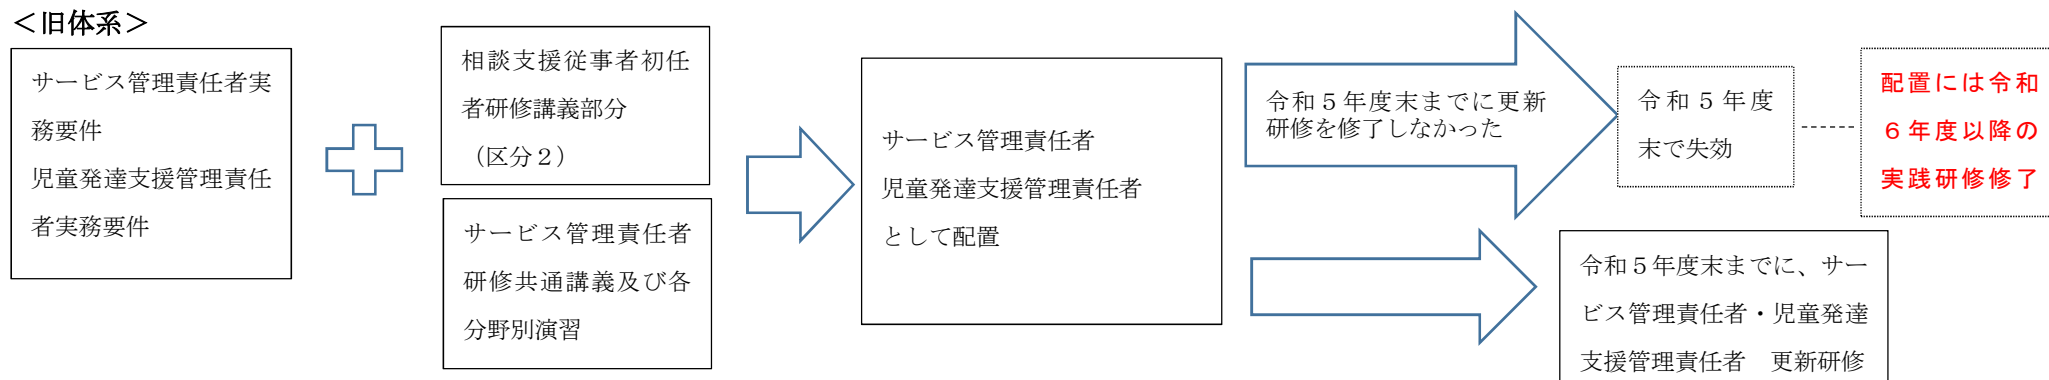 ＜旧体系＞
サービス管理責任者実
務要件
児童発達支援管理責任
者実務要件
相談支援従事者初任
者研修講義部分
（区分２）
サービス管理責任者
研修共通講義及び各
分野別演習
サービス管理責任者
児童発達支援管理責任者
として配置
令和５年度末までに更新
研修を修了しなかった
令和５年度
末で失効
配置には令和
６年度以降の
実践研修修了
令和５年度末までに、サー
ビス管理責任者・児童発達
支援管理責任者　更新研修